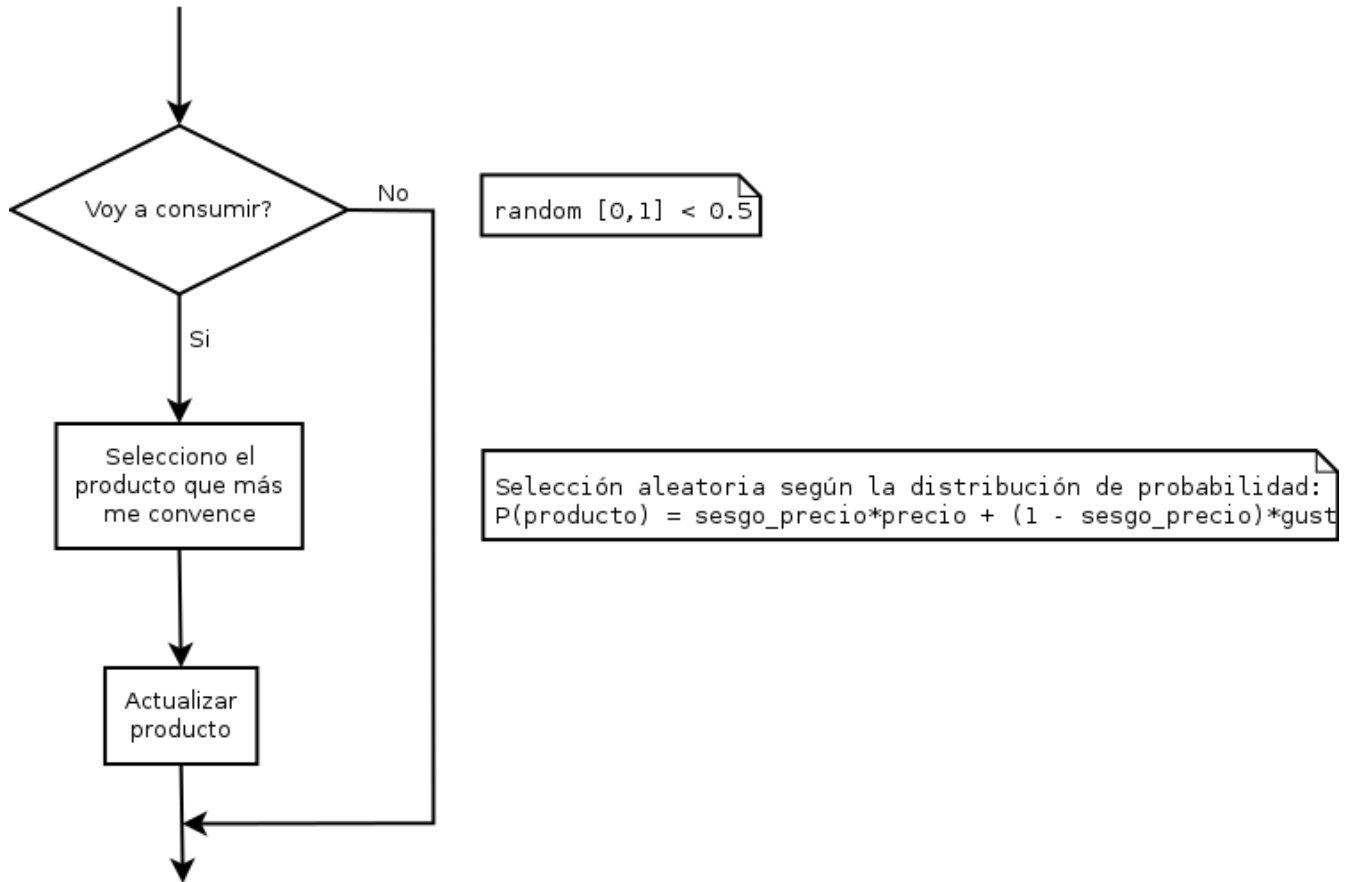 Voy a consumir?
No
random [0,1] < 0.5
Si
Selecciono el
producto que más
me convence
Selección aleatoria según la distribución de probabilidad:
P(producto) = sesgo_precio*precio + (1 - sesgo_precio)*gust
Actualizar
producto